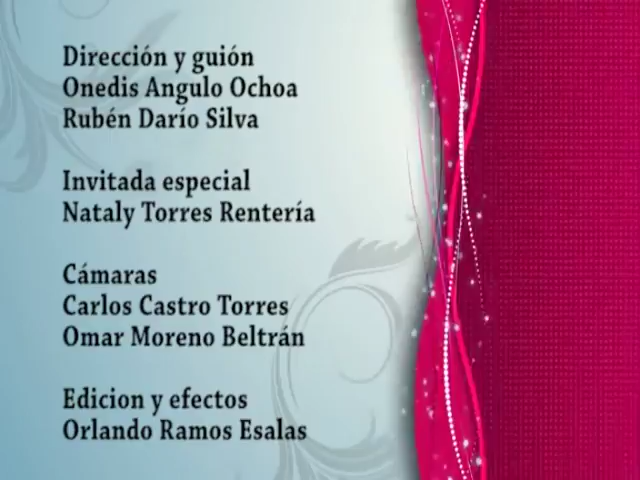 Dirección y guión
Onedis Angulo Ochoa
Rubén Darío Silva
Invitada especial
Nataly Torres Rentería
Cámaras
Carlos Castro Torres
Omar Moreno Beltrán
Edicion y efectos
Orlando Ramos Esalas